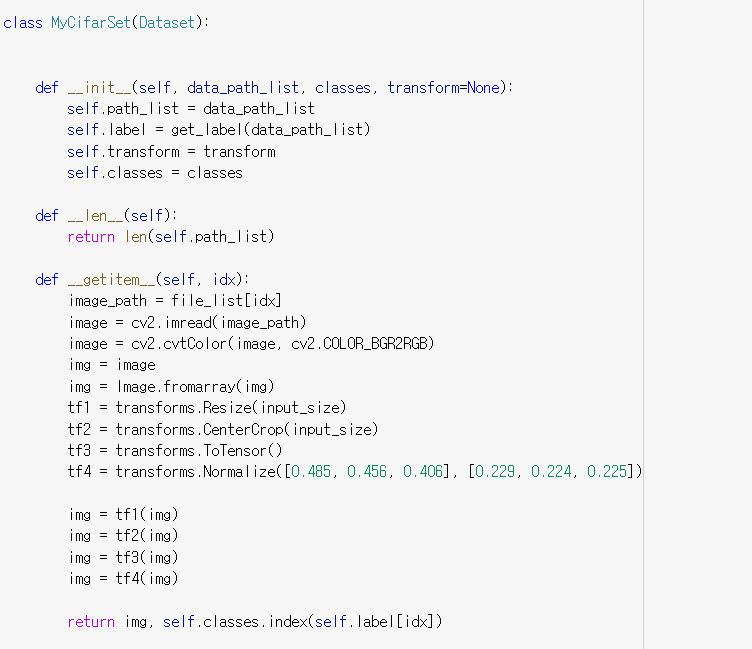 class MyCifarSet(Dataset):
def __init__(self, data_path_list, classes, transform=None):
self.path_list = data_path_list
self.label = get_label(data_path_list)
self.transform = transform
self.classes = classes
def __len__(self):
return len(self.path_list)
def __getitem__(self, idx):
image_path = file_list[idx]
image = cv2.imread(image_path)
image = cv2.cvtColor(image, cv2.COLOR_BGR2RGB)
img = image
img = Image.fromarray(img)
tf1 = transforms.Resize(input_size)
tf2 = transforms.CenterCrop(input_size)
tf3 = transforms.ToTensor()
tf4 = transforms.Normalize([0.485, 0.456, 0.406], [0.229, 0.224, 0.225])
img = tf1(img)
img = tf2(img)
img = tf3(img)
img = tf4(img)
return img, self.classes.index(self.label[idx])